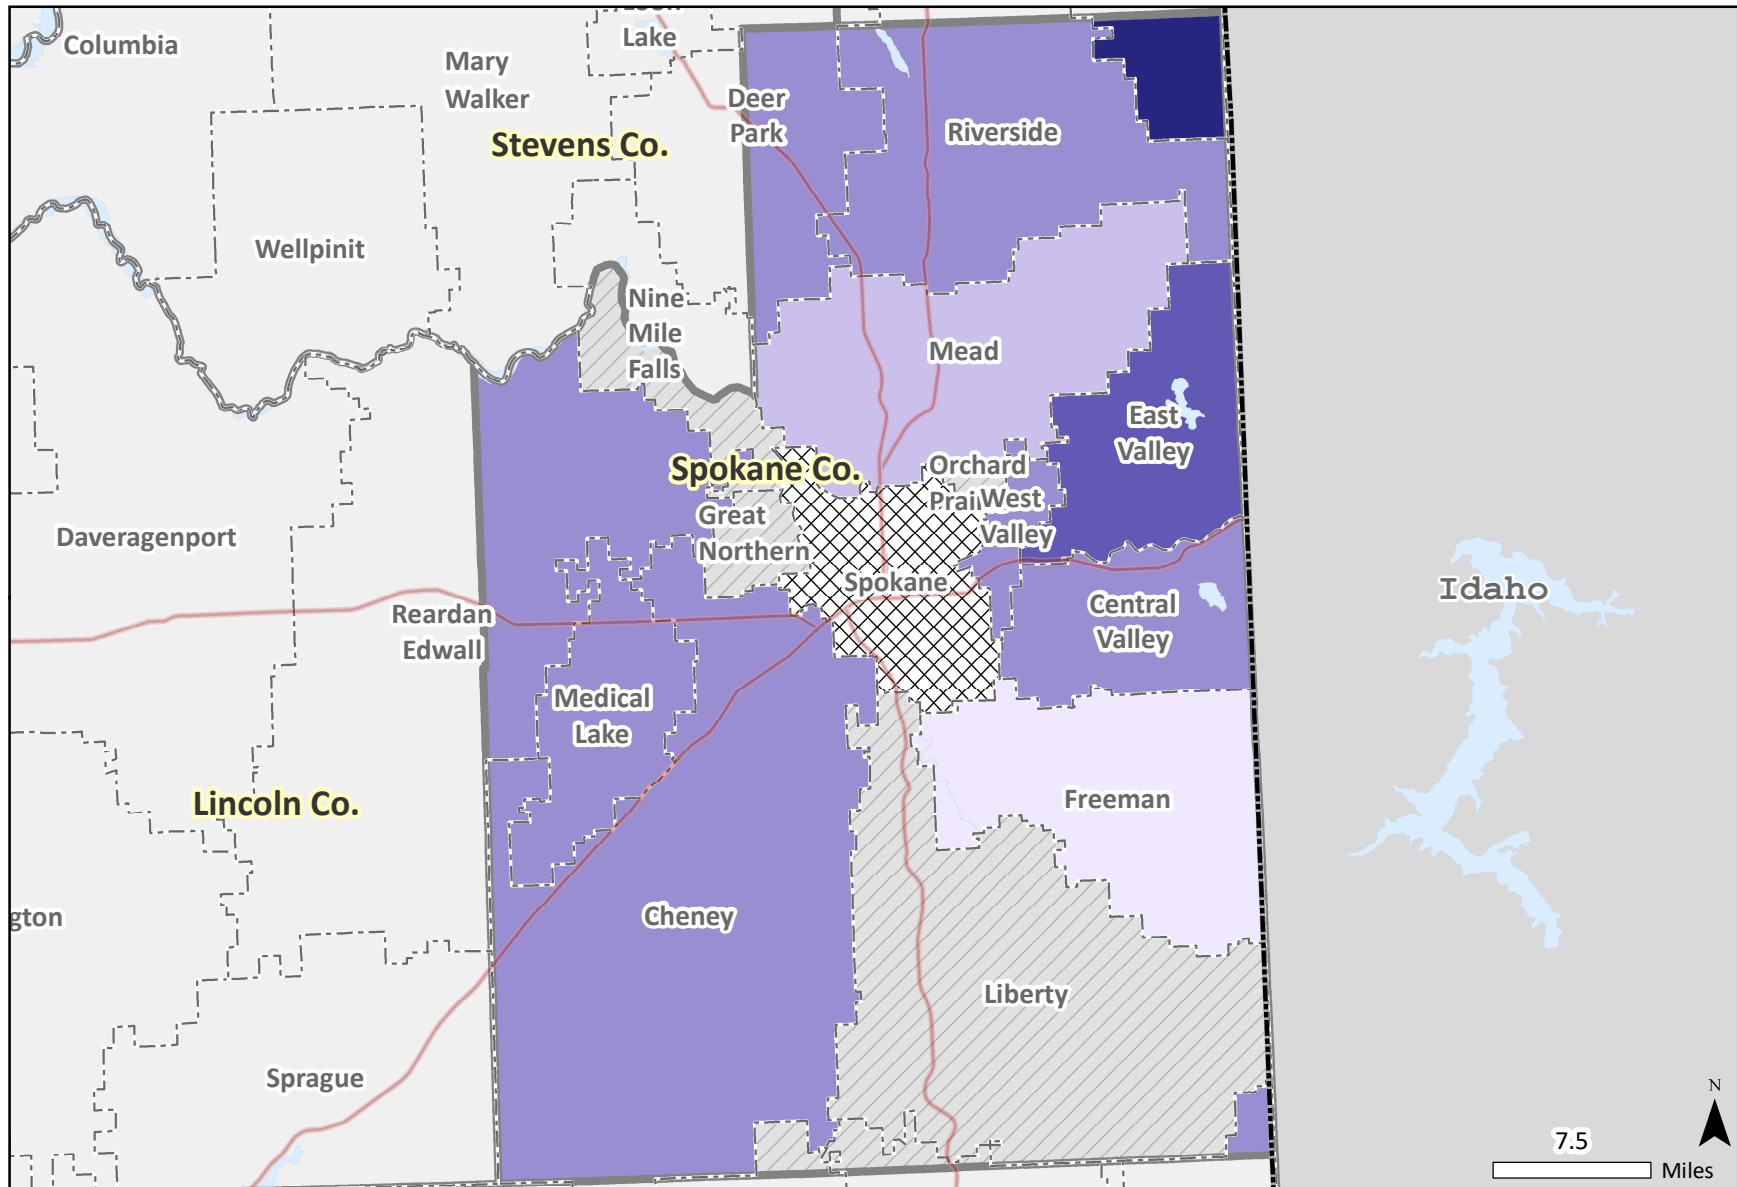 Columbia
Loon
Lake
Mary
Walker
Deer
Park
Riverside
Stevens Co.
Wellpinit
Nine
Mile
Falls
Mead
East
Valley
Spokane Co.
Orchard
Prai
West
Valley
Great
Northern
Daveragenport
Spokane
Idaho
Reardan
Edwall
Central
Valley
Medical
Lake
Lincoln Co.
Freeman
gton
Cheney
Liberty
Sprague
N
7.5
Miles